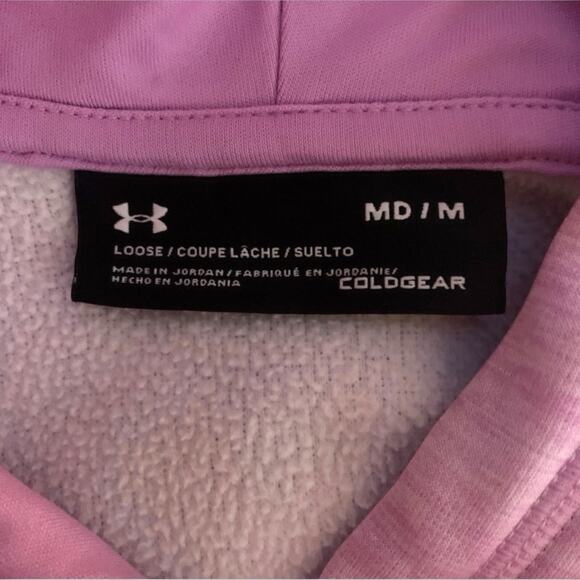 MD / M
LOOSE / COUPE LÂCHE / SUELTO
MADE IN JORDAN / FABRIQUÉ EN JORDANIE/
HECHO EN JORDANIA
COLDGEAR